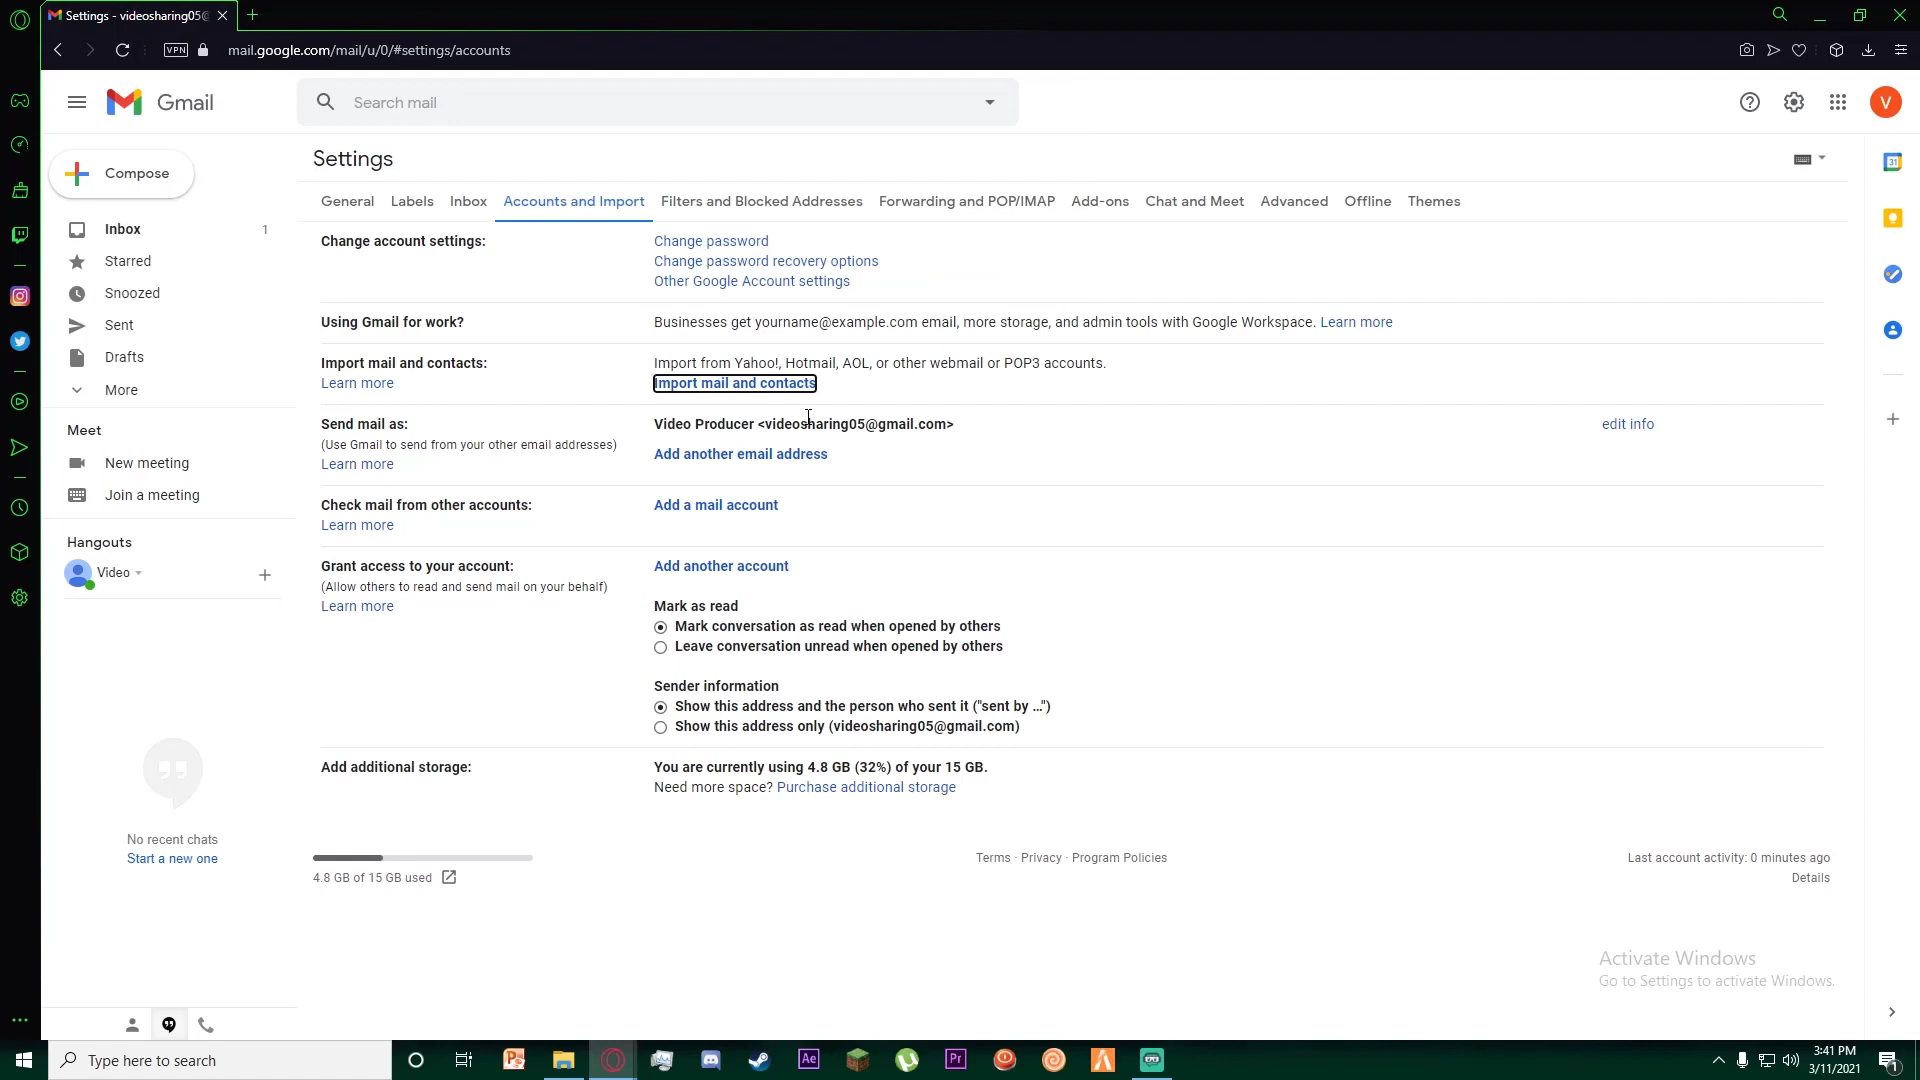 Settings - videosharing05@
VPN
mail.google.com/mail/u/0/#settings/accounts
Gmail
Search mail
V
Compose
Inbox 1
Starred
Snoozed
Sent
Drafts
More
Meet
New meeting
Join a meeting
Hangouts
Video
No recent chats
Start a new one
Settings
General Labels Inbox Accounts and Import Filters and Blocked Addresses Forwarding and POP/IMAP Add-ons Chat and Meet Advanced Offline Themes
Change account settings:
Change password
Change password recovery options
Other Google Account settings
Using Gmail for work?
Businesses get yourname@example.com email, more storage, and admin tools with Google Workspace. Learn more
Import mail and contacts:
Learn more
Import from Yahoo!, Hotmail, AOL, or other webmail or POP3 accounts.
Import mail and contacts
Send mail as:
(Use Gmail to send from your other email addresses)
Learn more
Video Producer <videosharing05@gmail.com>
edit info
Add another email address
Check mail from other accounts:
Learn more
Add a mail account
Grant access to your account:
(Allow others to read and send mail on your behalf)
Learn more
Add another account
Mark as read
Mark conversation as read when opened by others
Leave conversation unread when opened by others
Sender information
Show this address and the person who sent it ("sent by ...")
Show this address only (videosharing05@gmail.com)
Add additional storage:
You are currently using 4.8 GB (32%) of your 15 GB.
Need more space? Purchase additional storage
4.8 GB of 15 GB used
Terms · Privacy · Program Policies
Last account activity: 0 minutes ago
Details
31
Activate Windows
Go to Settings to activate Windows.
Type here to search
Ae
Pr
3:41 PM
3/11/2021
1